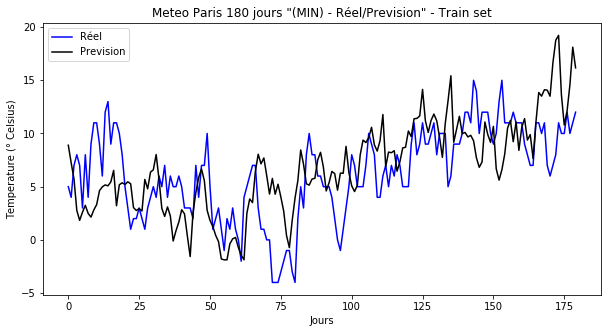 Meteo Paris 180 jours "(MIN) - Réel/Prevision" - Train set
Réel
Prevision
Temperature (° Celsius)
20
15
10
5
0
−5
0 25 50 75 100 125 150 175
Jours